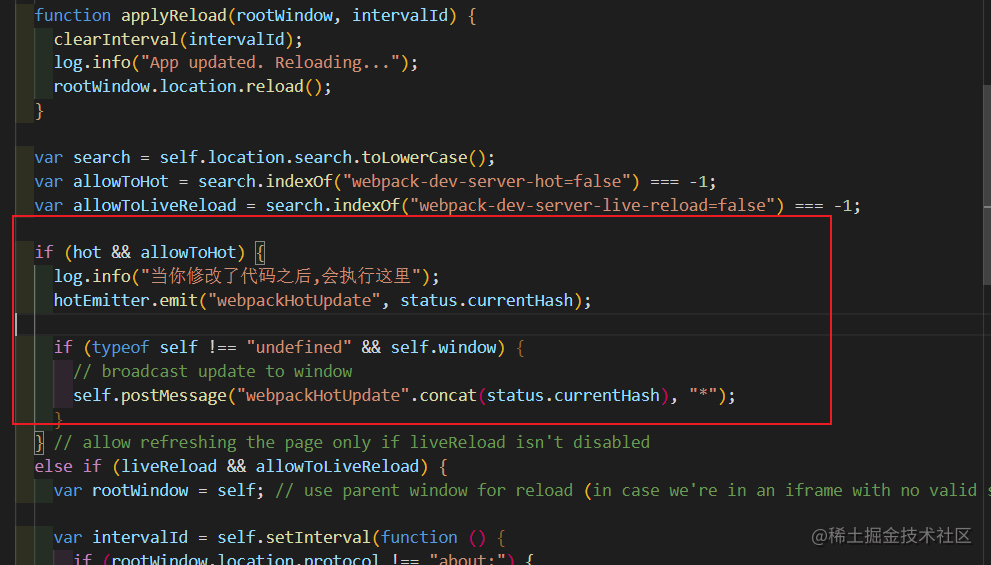 function applyReload(rootWindow, intervalId) {
clearInterval(intervalId);
log.info("App updated. Reloading...");
rootWindow.location.reload();
}
var search = self.location.search.toLowerCase();
var allowToHot = search.indexOf("webpack-dev-server-hot=false") === -1;
var allowToLiveReload = search.indexOf("webpack-dev-server-live-reload=false") === -1;
if (hot && allowToHot) {
log.info("当你修改了代码之后,会执行这里");
hotEmitter.emit("webpackHotUpdate", status.currentHash);
if (typeof self !== "undefined" && self.window) {
// broadcast update to window
self.postMessage("webpackHotUpdate".concat(status.currentHash), "*");
}
} // allow refreshing the page only if liveReload isn't disabled
else if (liveReload && allowToLiveReload) {
var rootWindow = self; // use parent window for reload (in case we're in an iframe with no valid
var intervalId = self.setInterval(function () {
if (rootWindow.location.protocol !== "about:") {
@稀土掘金技术社区